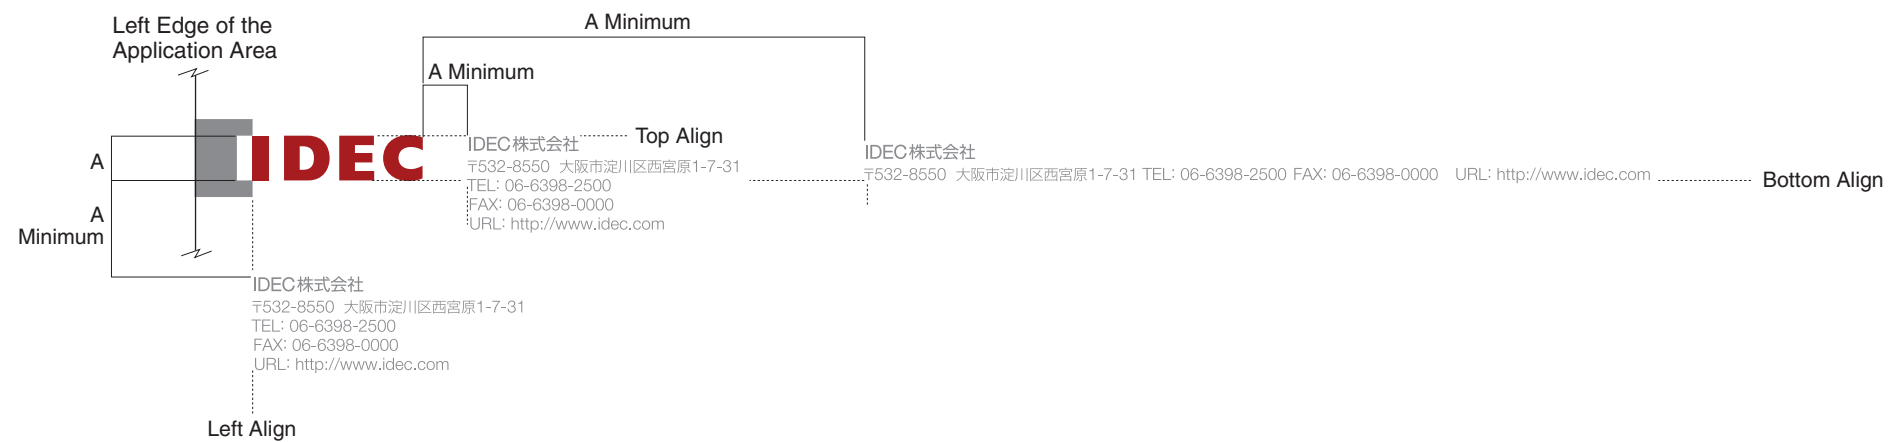 Left Edge of the
Application Area
A Minimum
A Minimum
A
A
Minimum
IDEC
IDEC株式会社
〒532-8550 大阪市淀川区西宮原1-7-31
TEL: 06-6398-2500
FAX: 06-6398-0000
URL: http://www.idec.com
Top Align
IDEC株式会社
〒532-8550 大阪市淀川区西宮原1-7-31 TEL: 06-6398-2500 FAX: 06-6398-0000 URL: http://www.idec.com
Bottom Align
IDEC株式会社
〒532-8550 大阪市淀川区西宮原1-7-31
TEL: 06-6398-2500
FAX: 06-6398-0000
URL: http://www.idec.com
Left Align